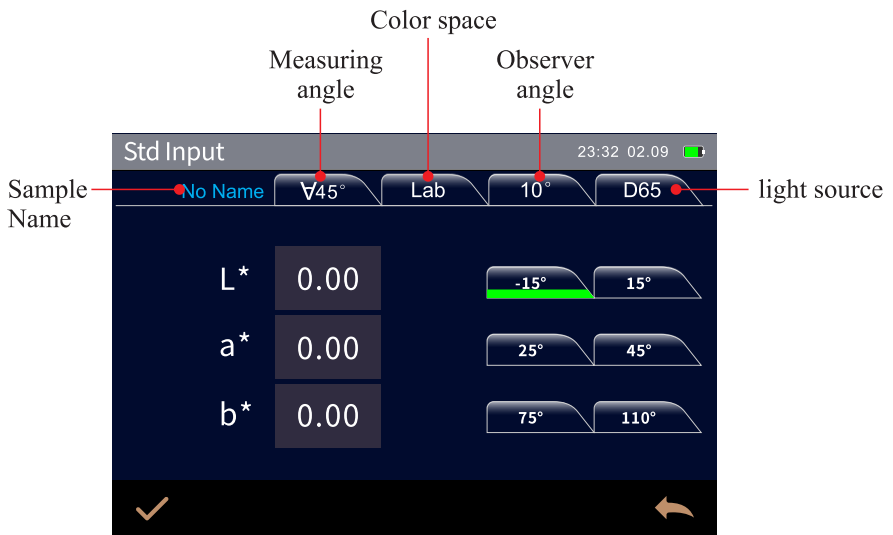 Color space
Measuring
angle
Observer
angle
Std Input
23:32 02.09
Sample
Name
No Name
∀45°
Lab
10°
D65
light source
L*
0.00
-15°
15°
a*
0.00
25°
45°
b*
0.00
75°
110°